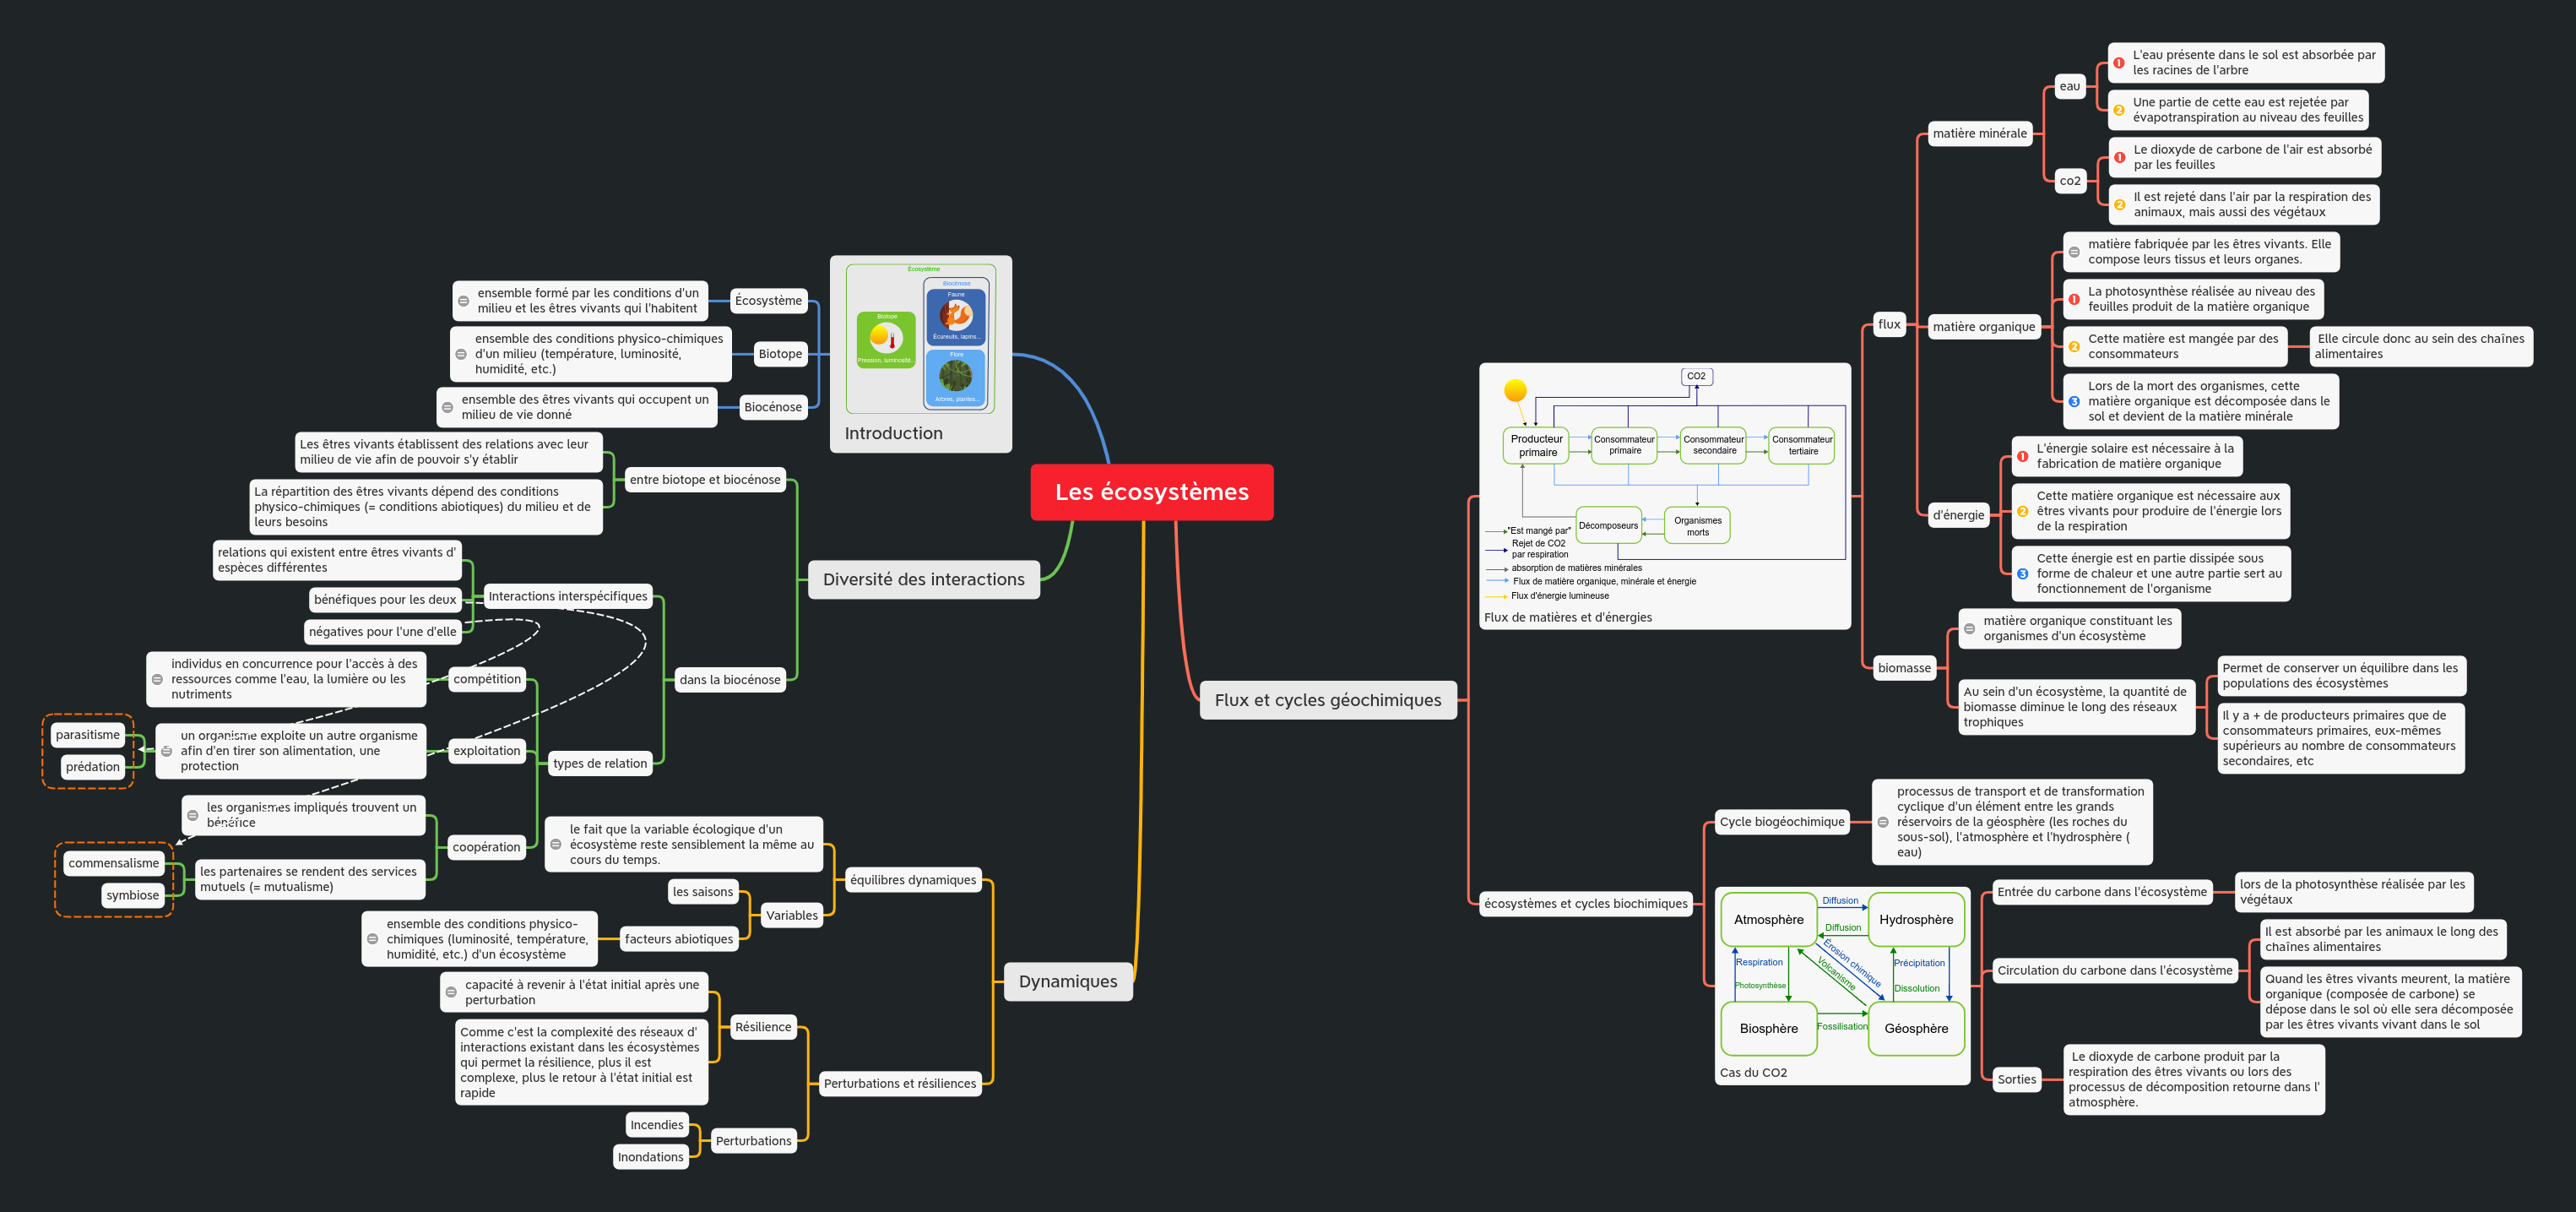 Les écosystèmes
Introduction
Écosystème
Biotope
Pression, luminosité...
Biocénose
Faune
Écureuils, lapins...
Flore
Arbres, plantes...
Écosystème
ensemble formé par les conditions d'un
milieu et les êtres vivants qui l'habitent
Biotope
ensemble des conditions physico-chimiques
d'un milieu (température, luminosité,
humidité, etc.)
Biocénose
ensemble des êtres vivants qui occupent un
milieu de vie donné
Diversité des interactions
entre biotope et biocénose
Les êtres vivants établissent des relations avec leur
milieu de vie afin de pouvoir s'y établir
La répartition des êtres vivants dépend des conditions
physico-chimiques (= conditions abiotiques) du milieu et de
leurs besoins
dans la biocénose
Interactions interspécifiques
relations qui existent entre êtres vivants d'
espèces différentes
bénéfiques pour les deux
négatives pour l'une d'elle
types de relation
compétition
individus en concurrence pour l'accès à des
ressources comme l'eau, la lumière ou les
nutriments
exploitation
un organisme exploite un autre organisme
afin d'en tirer son alimentation, une
protection
parasitisme
prédation
coopération
les organismes impliqués trouvent un
bénéfice
les partenaires se rendent des services
mutuels (= mutualisme)
commensalisme
symbiose
Dynamiques
équilibres dynamiques
le fait que la variable écologique d'un
écosystème reste sensiblement la même au
cours du temps.
Variables
les saisons
facteurs abiotiques
ensemble des conditions physico-
chimiques (luminosité, température,
humidité, etc.) d'un écosystème
Perturbations et résiliences
Résilience
capacité à revenir à l'état initial après une
perturbation
Comme c'est la complexité des réseaux d'
interactions existant dans les écosystèmes
qui permet la résilience, plus il est
complexe, plus le retour à l'état initial est
rapide
Perturbations
Incendies
Inondations
Flux et cycles géochimiques
CO2
Producteur
primaire
Consommateur
primaire
Consommateur
secondaire
Consommateur
tertiaire
Décomposeurs
Organismes
morts
"Est mangé par"
Rejet de CO2
par respiration
absorption de matières minérales
Flux de matière organique, minérale et énergie
Flux d'énergie lumineuse
Flux de matières et d'énergies
flux
matière minérale
eau
1 L'eau présente dans le sol est absorbée par
les racines de l'arbre
2 Une partie de cette eau est rejetée par
évapotranspiration au niveau des feuilles
co2
1 Le dioxyde de carbone de l'air est absorbé
par les feuilles
2 Il est rejeté dans l'air par la respiration des
animaux, mais aussi des végétaux
matière organique
matière fabriquée par les êtres vivants. Elle
compose leurs tissus et leurs organes.
1 La photosynthèse réalisée au niveau des
feuilles produit de la matière organique
2 Cette matière est mangée par des
consommateurs
Elle circule donc au sein des chaînes
alimentaires
3 Lors de la mort des organismes, cette
matière organique est décomposée dans le
sol et devient de la matière minérale
d'énergie
1 L'énergie solaire est nécessaire à la
fabrication de matière organique
2 Cette matière organique est nécessaire aux
êtres vivants pour produire de l'énergie lors
de la respiration
3 Cette énergie est en partie dissipée sous
forme de chaleur et une autre partie sert au
fonctionnement de l'organisme
biomasse
matière organique constituant les
organismes d'un écosystème
Au sein d'un écosystème, la quantité de
biomasse diminue le long des réseaux
trophiques
Permet de conserver un équilibre dans les
populations des écosystèmes
Il y a + de producteurs primaires que de
consommateurs primaires, eux-mêmes
supérieurs au nombre de consommateurs
secondaires, etc
écosystèmes et cycles biochimiques
Cycle biogéochimique
processus de transport et de transformation
cyclique d'un élément entre les grands
réservoirs de la géosphère (les roches du
sous-sol), l'atmosphère et l'hydrosphère (
eau)
Atmosphère
Diffusion
Hydrosphère
Diffusion
Érosion chimique
Volcanisme
Respiration
Photosynthèse
Précipitation
Dissolution
Biosphère
Fossilisation
Géosphère
Cas du CO2
Entrée du carbone dans l'écosystème
lors de la photosynthèse réalisée par les
végétaux
Circulation du carbone dans l'écosystème
Il est absorbé par les animaux le long des
chaînes alimentaires
Quand les êtres vivants meurent, la matière
organique (composée de carbone) se
dépose dans le sol où elle sera décomposée
par les êtres vivants vivant dans le sol
Sorties
Le dioxyde de carbone produit par la
respiration des êtres vivants ou lors des
processus de décomposition retourne dans l'
atmosphère.